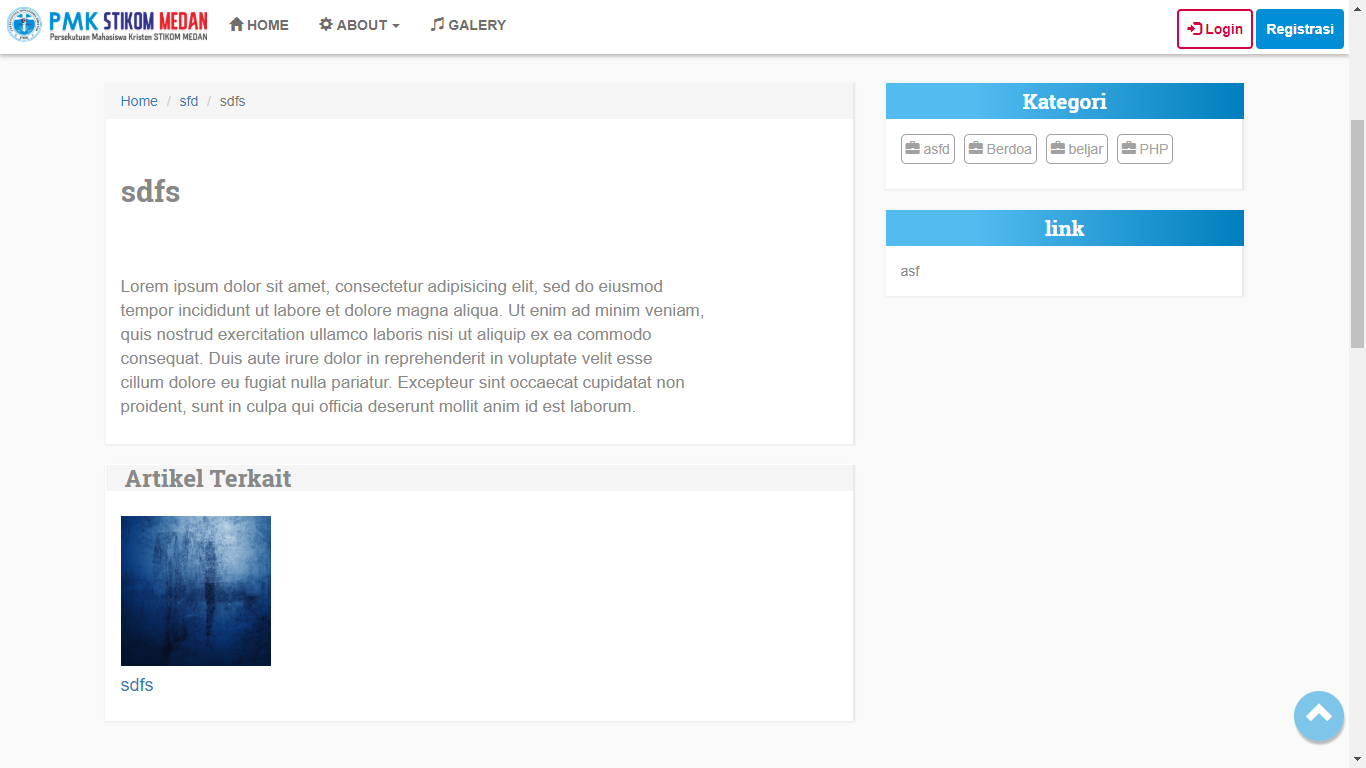 PMK STIKOM MEDAN
Persekutuan Mahasiswa Kristen STIKOM MEDAN
HOME
ABOUT
GALERY
Login
Registrasi
Home / sfd / sdfs
sdfs
Lorem ipsum dolor sit amet, consectetur adipisicing elit, sed do eiusmod
tempor incididunt ut labore et dolore magna aliqua. Ut enim ad minim veniam,
quis nostrud exercitation ullamco laboris nisi ut aliquip ex ea commodo
consequat. Duis aute irure dolor in reprehenderit in voluptate velit esse
cillum dolore eu fugiat nulla pariatur. Excepteur sint occaecat cupidatat non
proident, sunt in culpa qui officia deserunt mollit anim id est laborum.
Artikel Terkait
sdfs
Kategori
asfd
Berdoa
beljar
PHP
link
asf